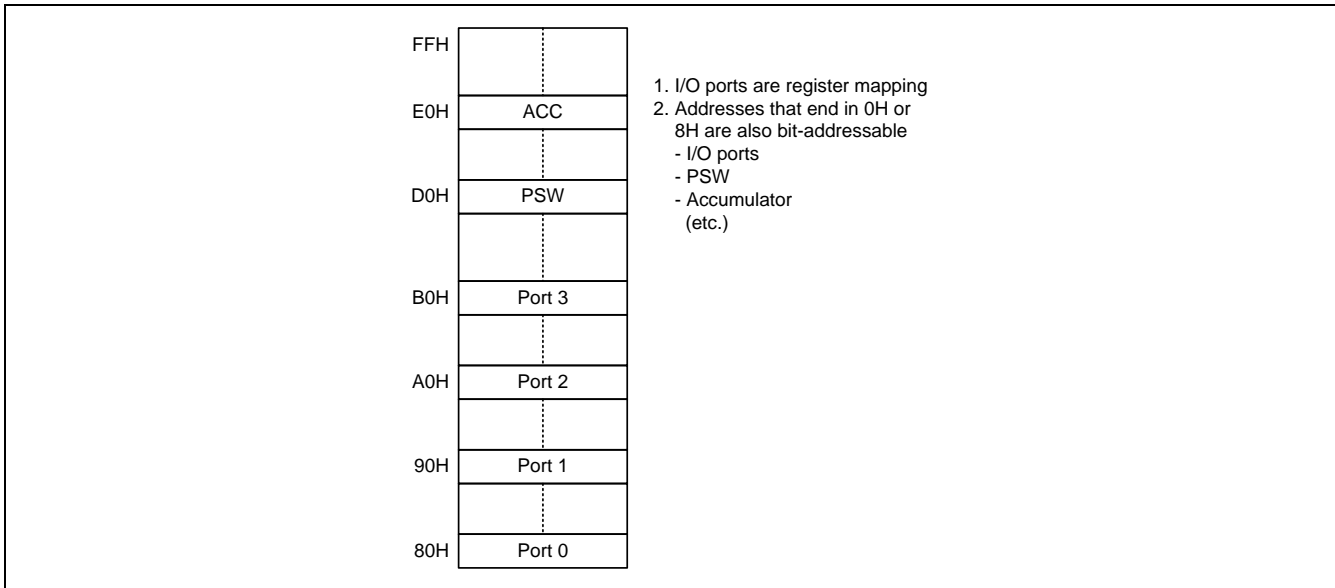 FFH
E0H ACC
D0H PSW
B0H Port 3
A0H Port 2
90H Port 1
80H Port 0
1. I/O ports are register mapping
2. Addresses that end in 0H or
8H are also bit-addressable
- I/O ports
- PSW
- Accumulator
(etc.)